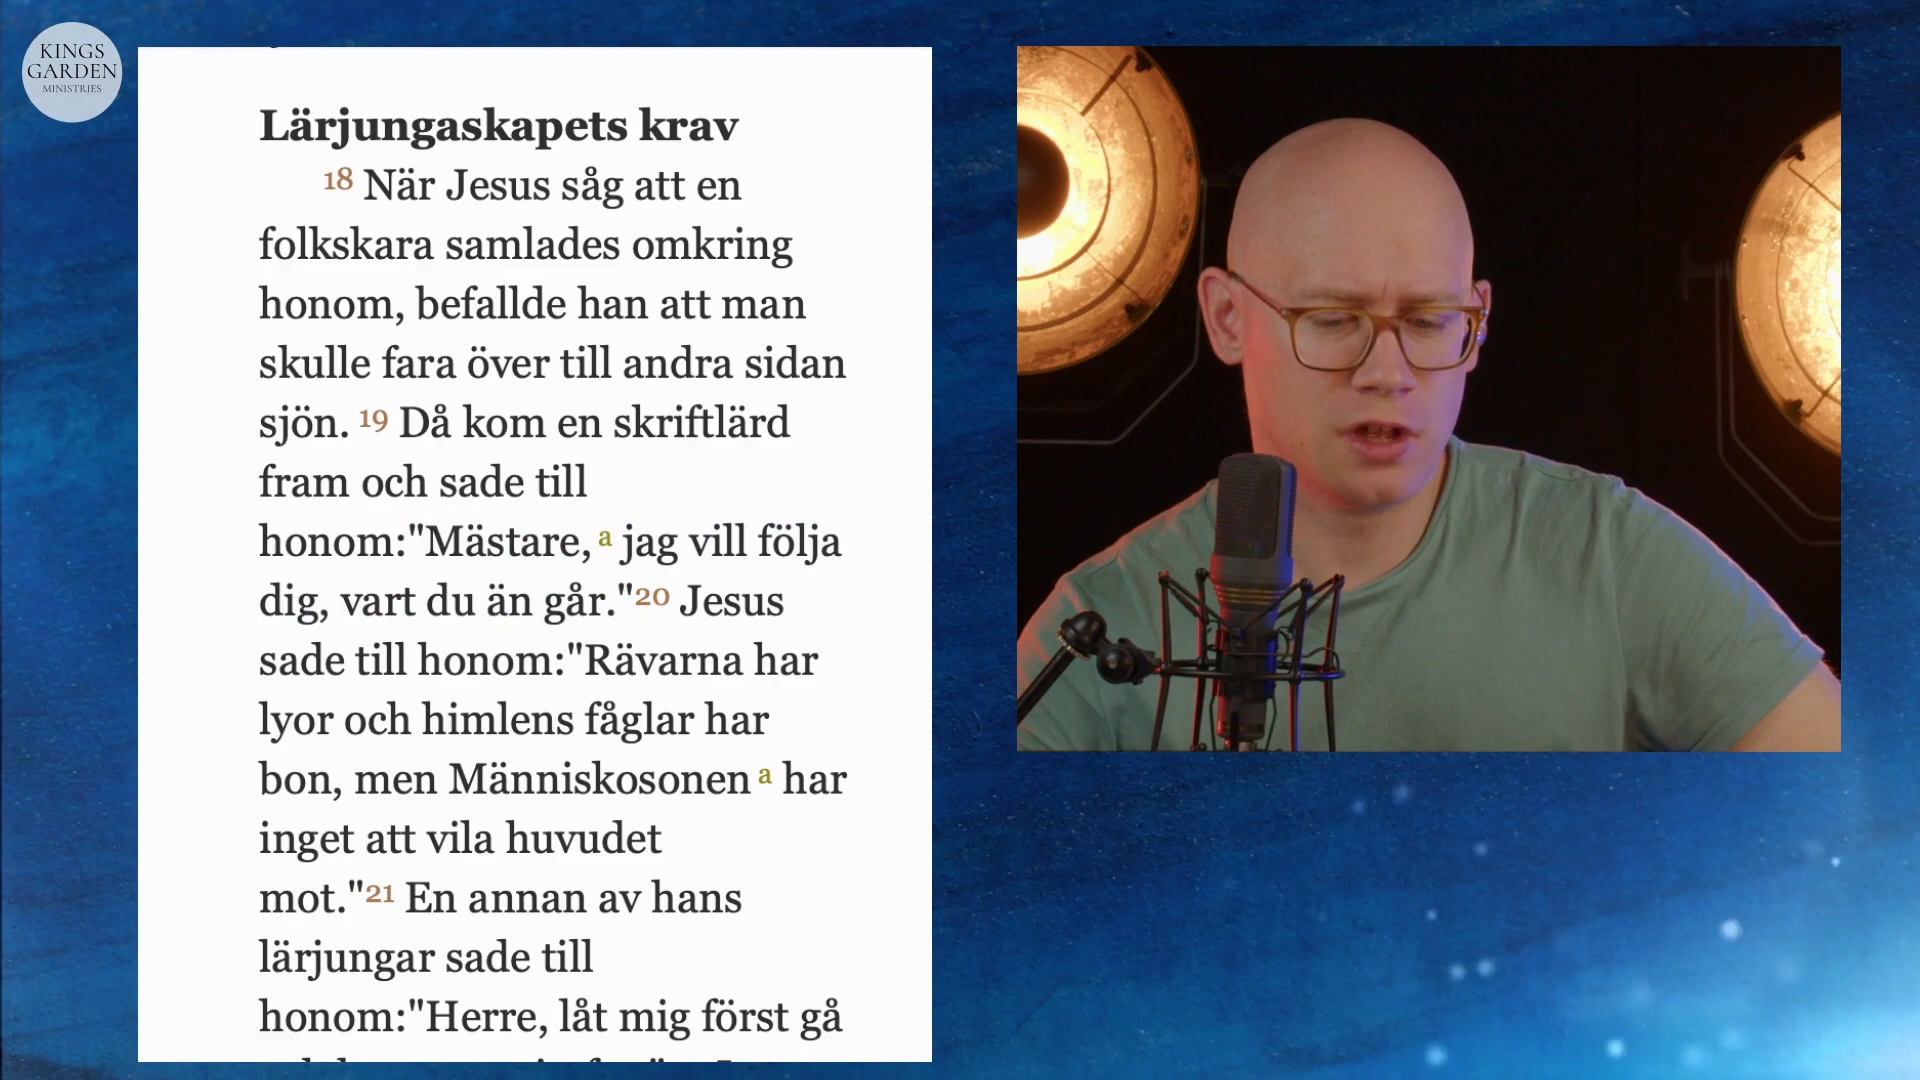 KINGS
GARDEN
MINISTRIES
Lärjungaskapets krav
18 När Jesus såg att en
folkskara samlades omkring
honom, befallde han att man
skulle fara över till andra sidan
sjön. 19 Då kom en skriftlärd
fram och sade till
honom:"Mästare, a jag vill följa
dig, vart du än går."20 Jesus
sade till honom:"Rävarna har
lyor och himlens fåglar har
bon, men Människosonen a har
inget att vila huvudet
mot."21 En annan av hans
lärjungar sade till
honom:"Herre, låt mig först gå